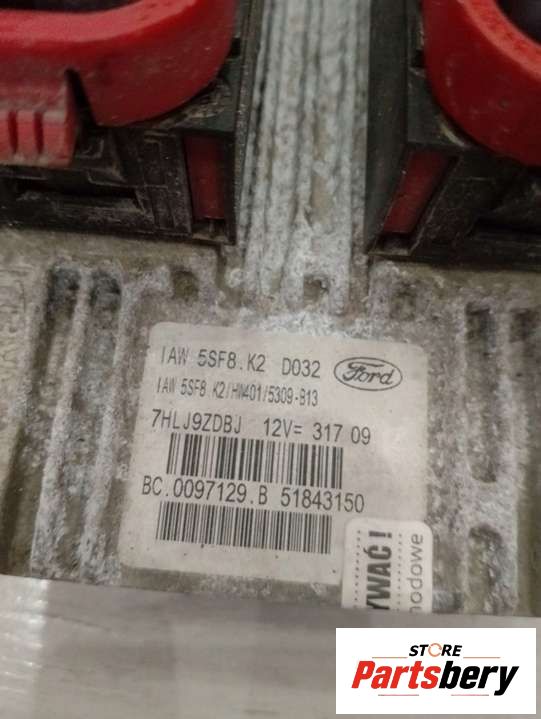 IAW 5SF8.K2 D032 Ford
IAW 5SF8 K2/HW401/5309-B13
7HLJ9ZDBJ 12V= 317 09
BC.0097129.B 51843150
YWAĆ!
hodowe
STORE
Partsbery